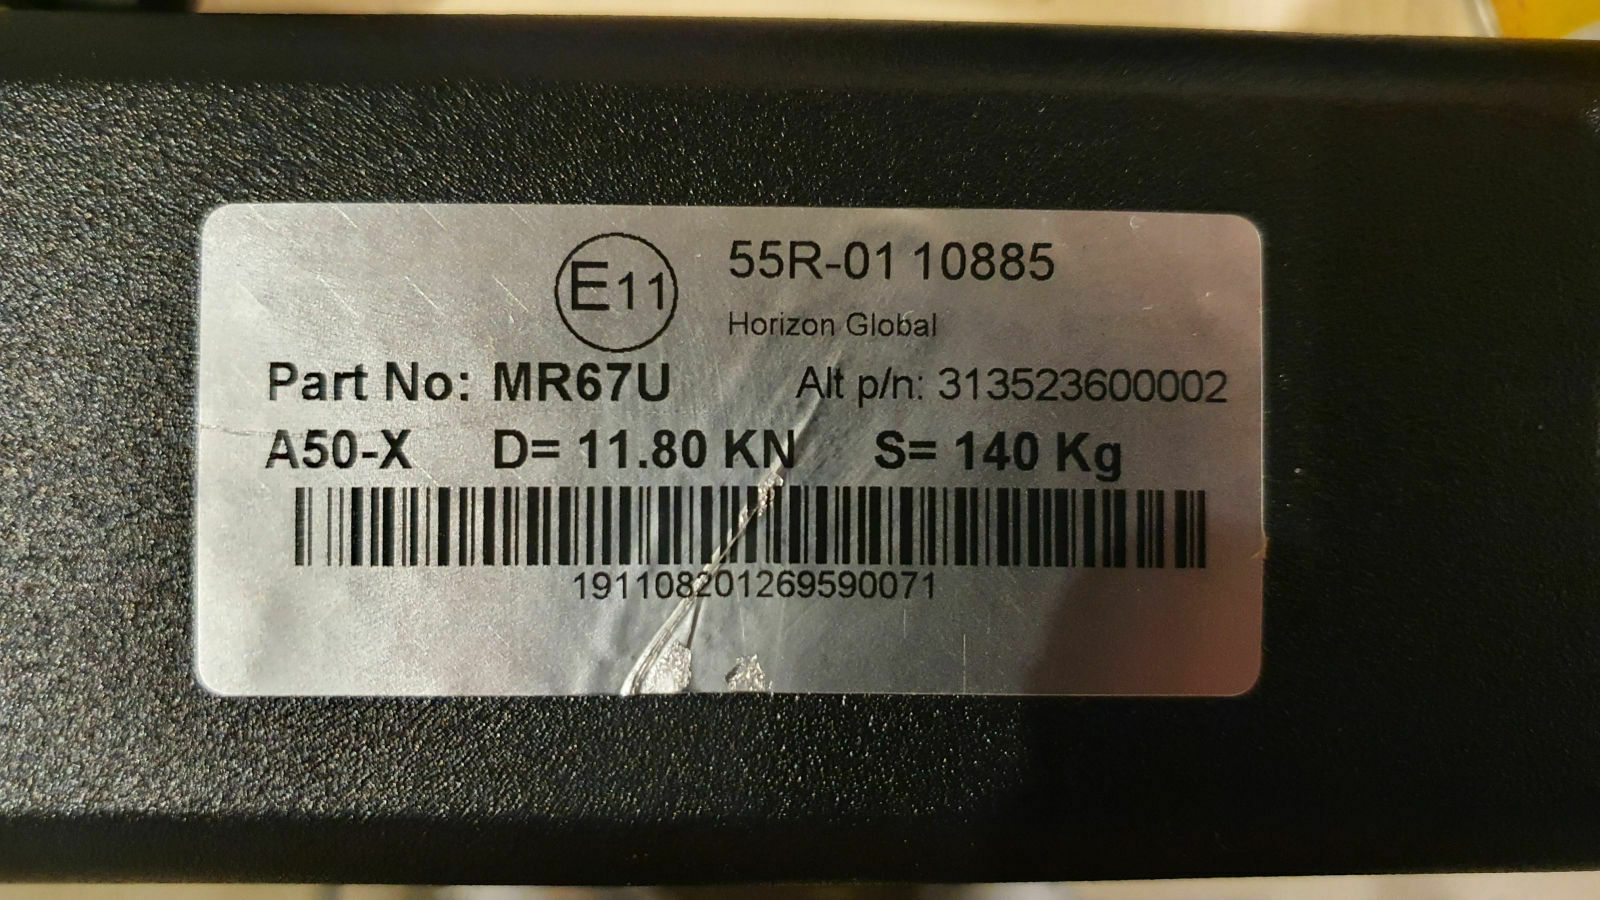 E11 55R-01 10885
Horizon Global
Part No: MR67U Alt p/n: 313523600002
A50-X D= 11.80 KN S= 140 Kg
191108201269590071